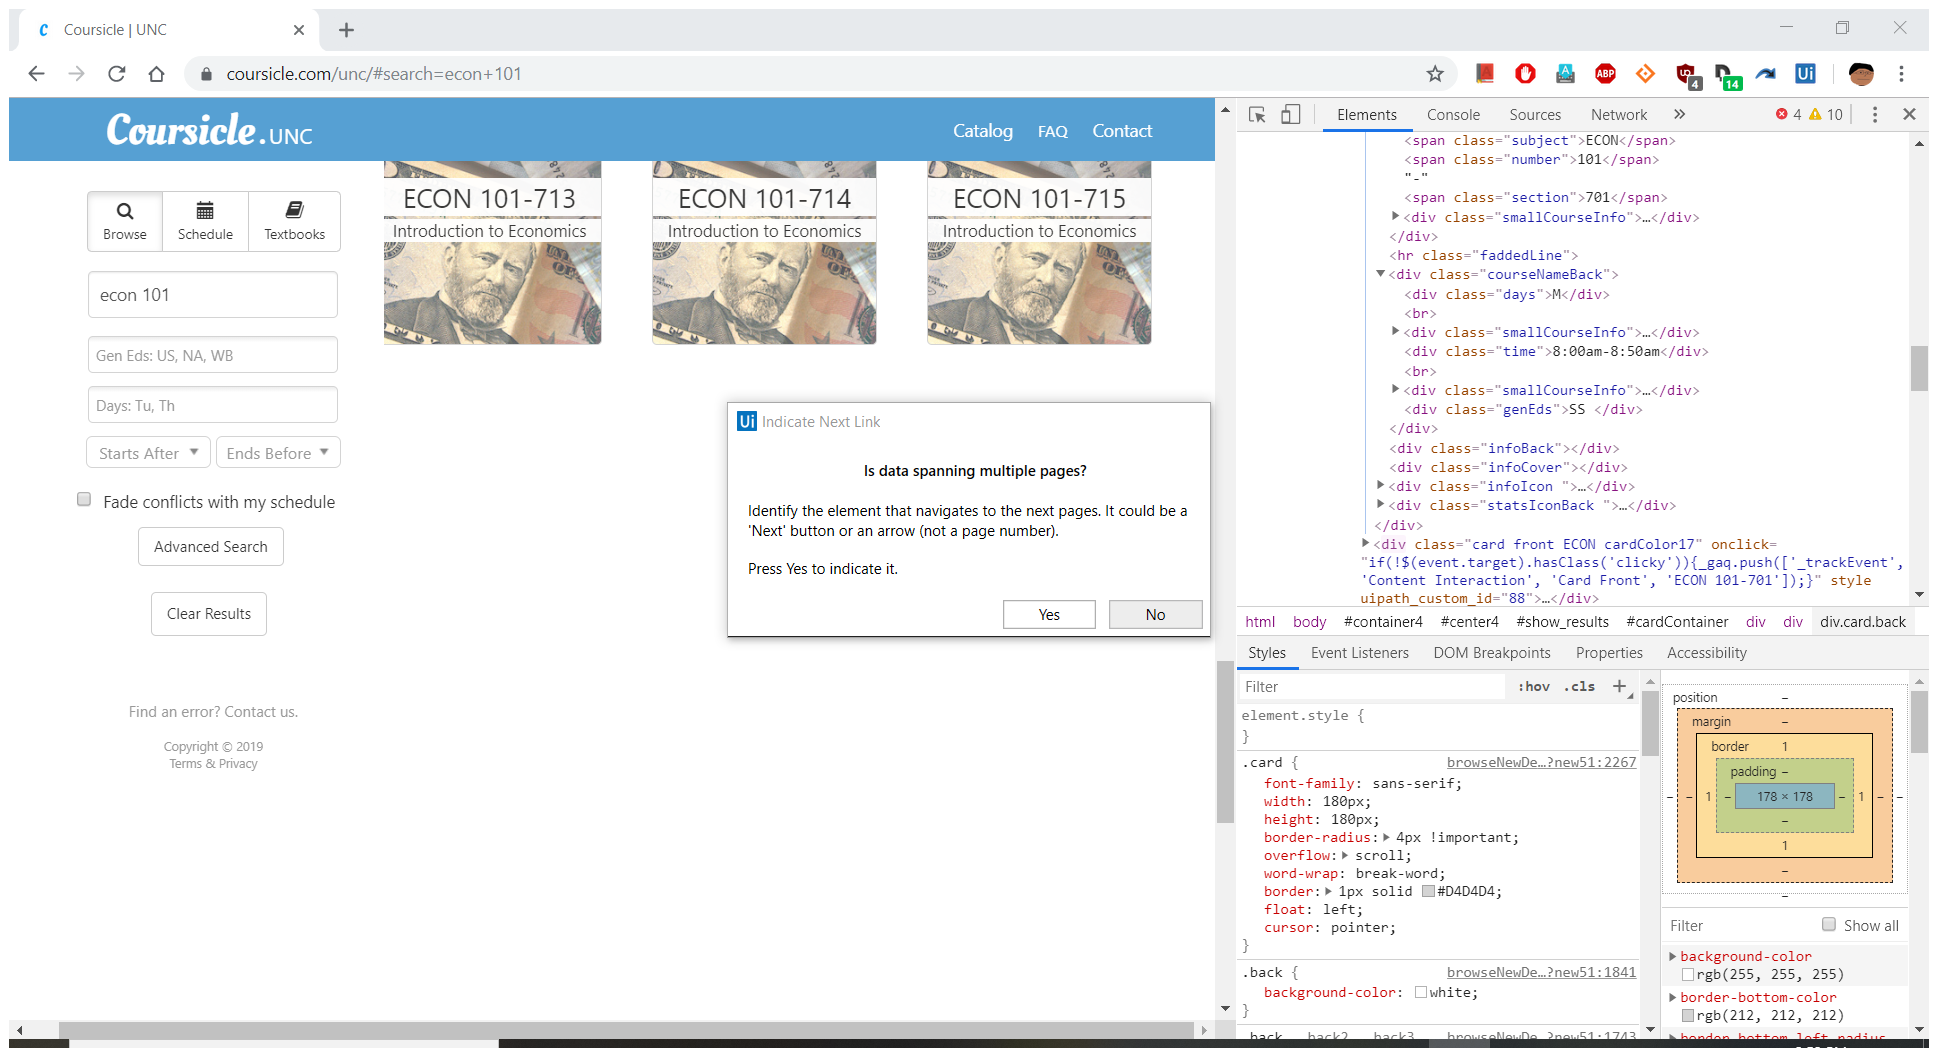 Coursicle | UNC
coursicle.com/unc/#search=econ+101
ABP
4
14
Ui
Coursicle.UNC
Catalog FAQ Contact
Browse Schedule Textbooks
econ 101
Gen Eds: US, NA, WB
Days: Tu, Th
Starts After Ends Before
Fade conflicts with my schedule
Advanced Search
Clear Results
Find an error? Contact us.
Copyright © 2019
Terms & Privacy
ECON 101-713 ECON 101-714 ECON 101-715
Introduction to Economics Introduction to Economics Introduction to Economics
Ui Indicate Next Link
Is data spanning multiple pages?
Identify the element that navigates to the next pages. It could be a
'Next' button or an arrow (not a page number).
Press Yes to indicate it.
Yes No
Elements Console Sources Network » 4 10
<span class="subject">ECON</span>
<span class="number">101</span>
"-"
<span class="section">701</span>
<div class="smallCourseInfo">…</div>
</div>
<hr class="faddedLine">
<div class="courseNameBack">
<div class="days">M</div>
<br>
<div class="smallCourseInfo">…</div>
<div class="time">8:00am-8:50am</div>
<br>
<div class="smallCourseInfo">…</div>
<div class="genEds">SS </div>
</div>
<div class="infoBack"></div>
<div class="infoCover"></div>
<div class="infoIcon ">…</div>
<div class="statsIconBack ">…</div>
</div>
<div class="card front ECON cardColor17" onclick=
"if(!$(event.target).hasClass('clicky')){_gaq.push(['_trackEvent',
'Content Interaction', 'Card Front', 'ECON 101-701']);}" style
uipath_custom_id="88">…</div>
html body #container4 #center4 #show_results #cardContainer div div div.card.back
Styles Event Listeners DOM Breakpoints Properties Accessibility
Filter :hov .cls +
element.style {
}
.card { browseNewDe…?new51:2267
font-family: sans-serif;
width: 180px;
height: 180px;
border-radius: 4px !important;
overflow: scroll;
word-wrap: break-word;
border: 1px solid #D4D4D4;
float: left;
cursor: pointer;
}
.back { browseNewDe…?new51:1841
background-color: white;
}
.back, .back2, .back3, browseNewDe…?new51:1743
position –
margin –
border 1
padding –
– – 1 – 178 × 178 – 1 – –
–
1
–
–
Filter Show all
background-color
rgb(255, 255, 255)
border-bottom-color
rgb(212, 212, 212)
border-bottom-left-radius